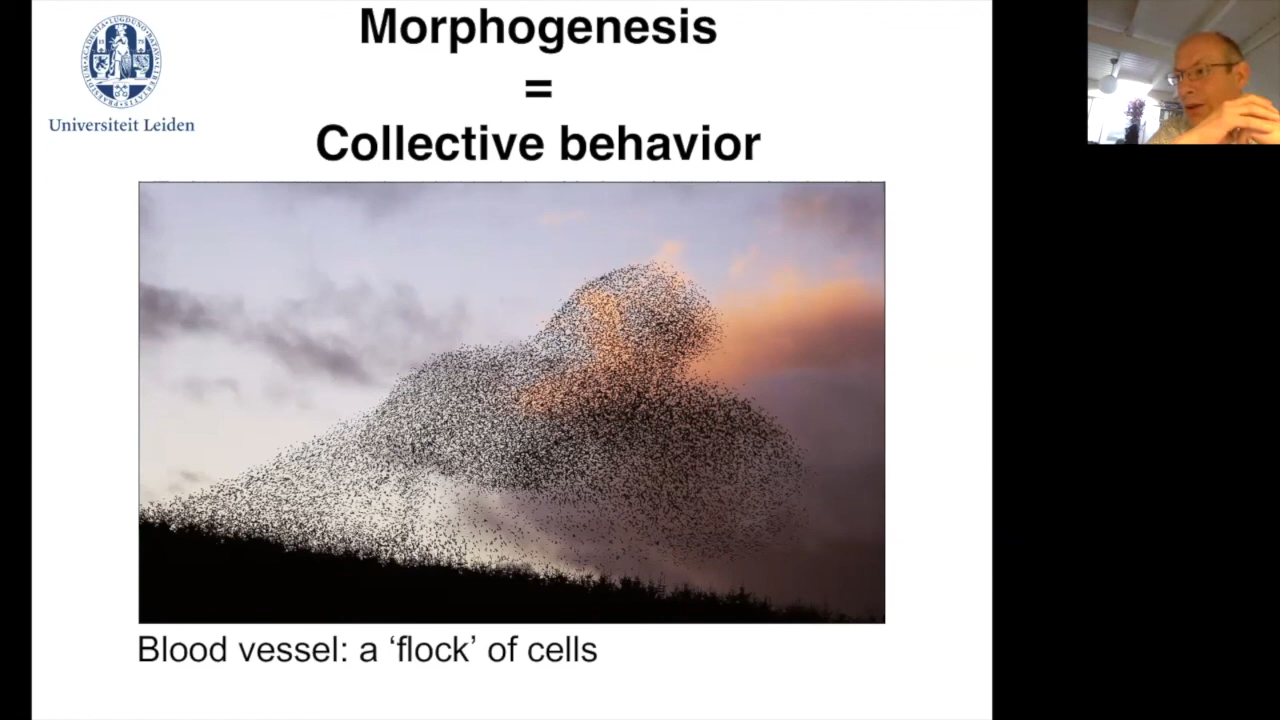 Morphogenesis
=
Collective behavior
Universiteit Leiden
Blood vessel: a ‘flock’ of cells